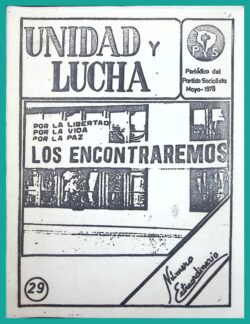 UNIDAD Y
LUCHA
P S
Periódico del
Partido Socialista
Mayo-1978
POR LA LIBERTAD
POR LA VIDA
POR LA PAZ
LOS ENCONTRAREMOS
29
Número
Extraordinario